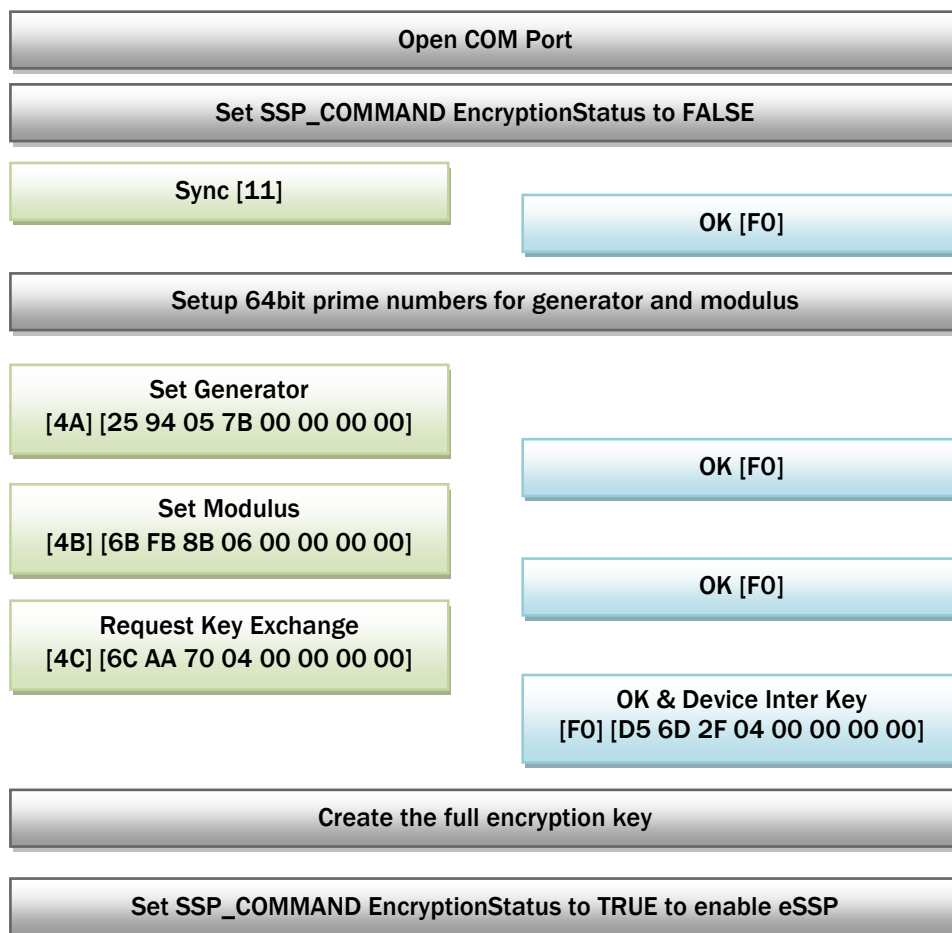 Open COM Port
Set SSP_COMMAND EncryptionStatus to FALSE
Sync [11]
OK [F0]
Setup 64bit prime numbers for generator and modulus
Set Generator
[4A] [25 94 05 7B 00 00 00 00]
OK [F0]
Set Modulus
[4B] [6B FB 8B 06 00 00 00 00]
OK [F0]
Request Key Exchange
[4C] [6C AA 70 04 00 00 00 00]
OK & Device Inter Key
[F0] [D5 6D 2F 04 00 00 00 00]
Create the full encryption key
Set SSP_COMMAND EncryptionStatus to TRUE to enable eSSP